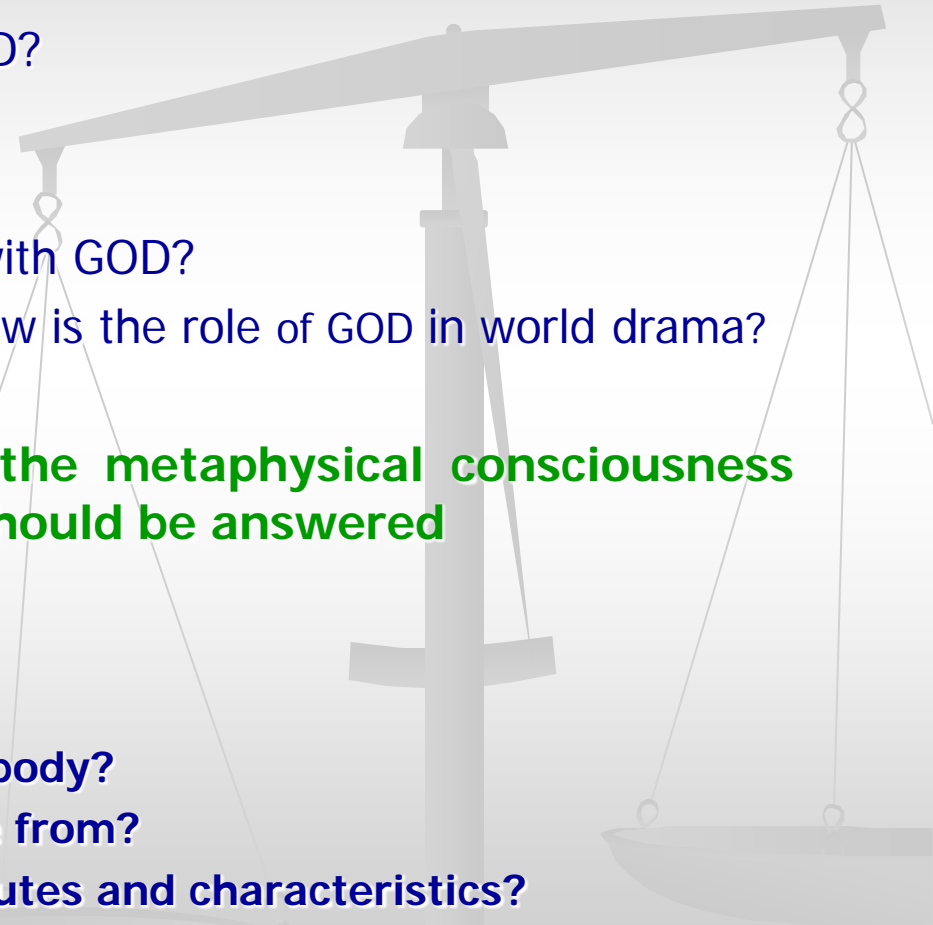 D?
with GOD?
w is the role of GOD in world drama?
the metaphysical consciousness
hould be answered
body?
from?
utes and characteristics?